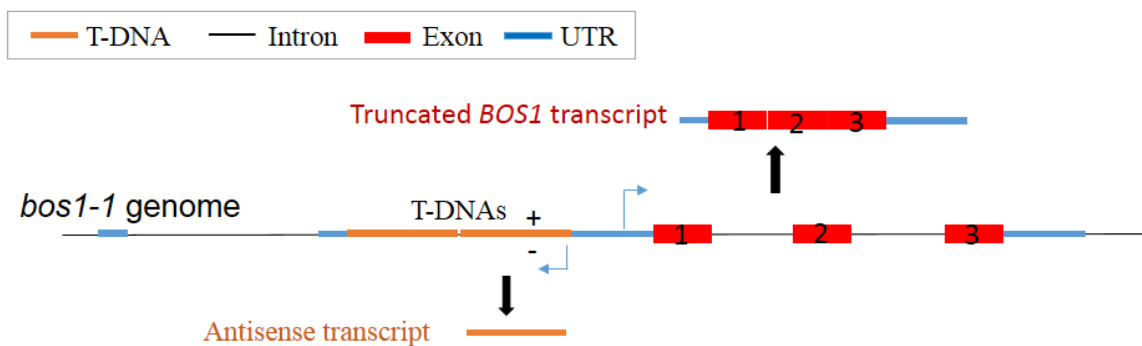 T-DNA Intron Exon UTR
Truncated BOS1 transcript
1 2 3
bos1-1 genome
T-DNAs
+
-
1 2 3
Antisense transcript